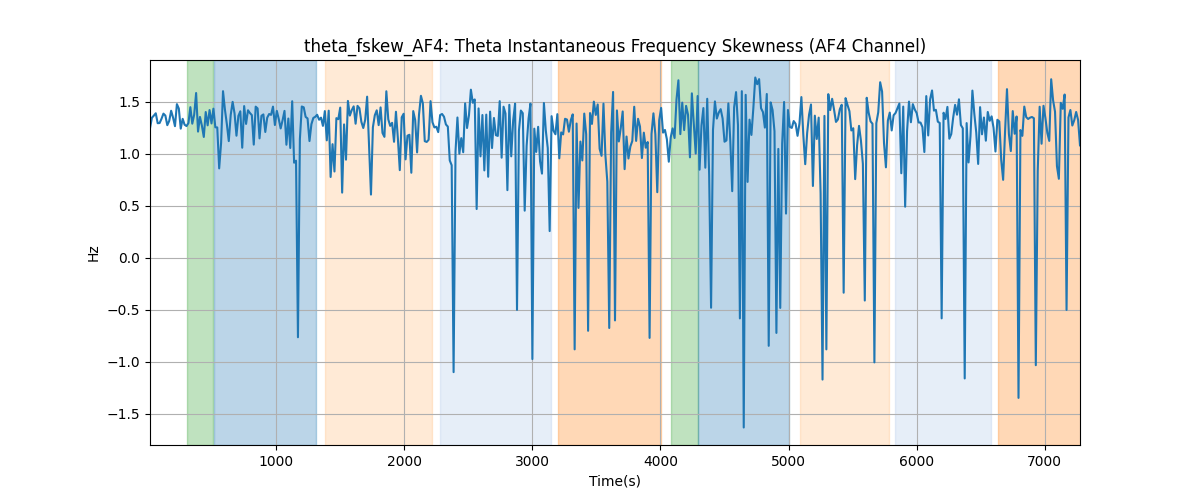 theta_fskew_AF4: Theta Instantaneous Frequency Skewness (AF4 Channel)
Hz
1.5
1.0
0.5
0.0
−0.5
−1.0
−1.5
1000 2000 3000 4000 5000 6000 7000
Time(s)